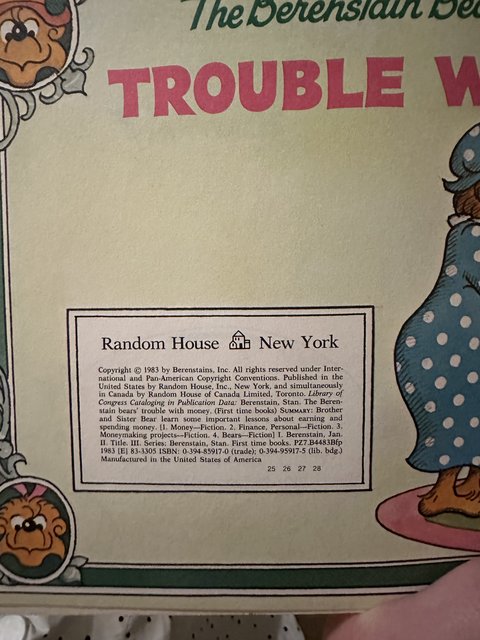 The Berenstain
TROUBLE
Random House New York
Copyright © 1983 by Berenstains, Inc. All rights reserved under Inter-
national and Pan-American Copyright Conventions. Published in the
United States by Random House, Inc., New York, and simultaneously
in Canada by Random House of Canada Limited, Toronto. Library of
Congress Cataloging in Publication Data: Berenstain, Stan. The Beren-
stain bears' trouble with money. (First time books) SUMMARY: Brother
and Sister Bear learn some important lessons about earning and
spending money. [1. Money—Fiction. 2. Finance, Personal—Fiction. 3.
Moneymaking projects—Fiction. 4. Bears—Fiction] I. Berenstain, Jan.
II. Title. III. Series: Berenstain, Stan. First time books. PZ7.B4483Bfp
1983 [E] 83-3305 ISBN: 0-394-85917-0 (trade); 0-394-95917-5 (lib. bdg.)
Manufactured in the United States of America
25 26 27 28